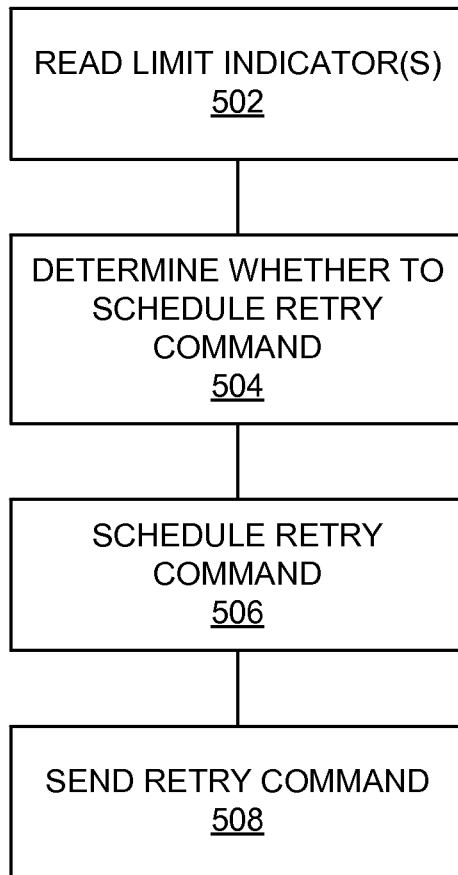 READ LIMIT INDICATOR(S)
502
DETERMINE WHETHER TO
SCHEDULE RETRY
COMMAND
504
SCHEDULE RETRY
COMMAND
506
SEND RETRY COMMAND
508